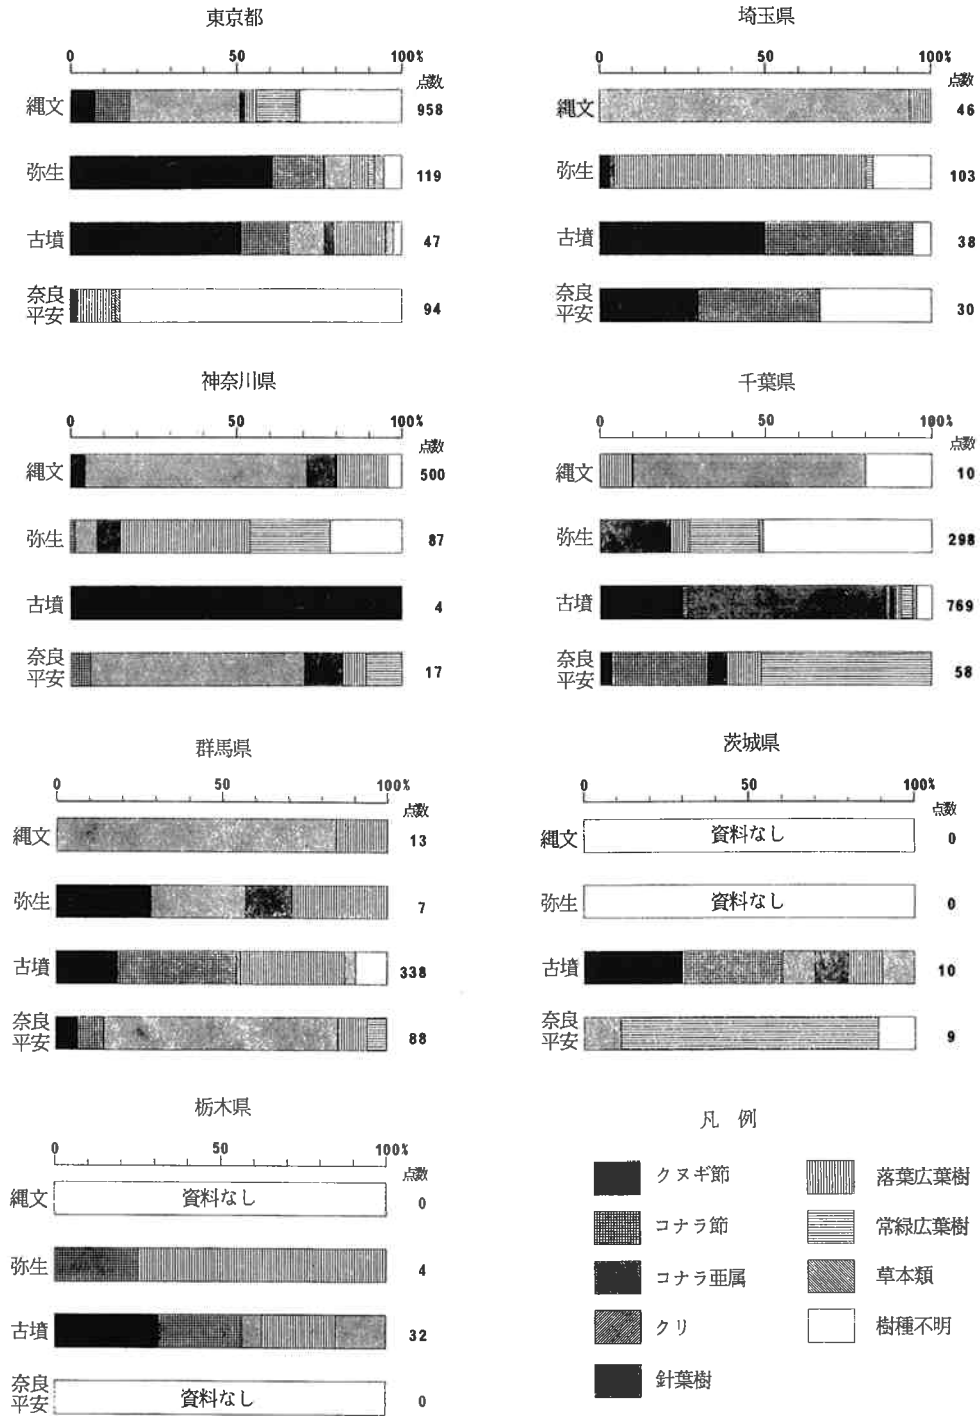 東京都
0 50 100%
点数
縄文 958
弥生 119
古墳 47
奈良
平安 94
埼玉県
0 50 100%
点数
縄文 46
弥生 103
古墳 38
奈良
平安 30
神奈川県
0 50 100%
点数
縄文 500
弥生 87
古墳 4
奈良
平安 17
千葉県
0 50 100%
点数
縄文 10
弥生 298
古墳 769
奈良
平安 58
群馬県
0 50 100%
点数
縄文 13
弥生 7
古墳 338
奈良
平安 88
茨城県
0 50 100%
点数
縄文 資料なし 0
弥生 資料なし 0
古墳 10
奈良
平安 9
栃木県
0 50 100%
点数
縄文 資料なし 0
弥生 4
古墳 32
奈良
平安 資料なし 0
凡 例
クヌギ節
コナラ節
コナラ亜属
クリ
針葉樹
落葉広葉樹
常緑広葉樹
草本類
樹種不明